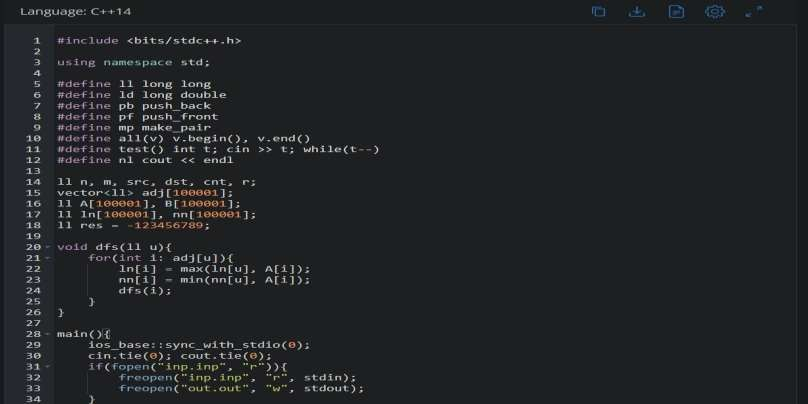 Language: C++14
1 #include <bits/stdc++.h>
2
3 using namespace std;
4
5 #define ll long long
6 #define ld long double
7 #define pb push_back
8 #define pf push_front
9 #define mp make_pair
10 #define all(v) v.begin(), v.end()
11 #define test() int t; cin >> t; while(t--)
12 #define nl cout << endl
13
14 ll n, m, src, dst, cnt, r;
15 vector<ll> adj[100001];
16 ll A[100001], B[100001];
17 ll ln[100001], nn[100001];
18 ll res = -123456789;
19
20 void dfs(ll u){
21     for(int i: adj[u]){
22         ln[i] = max(ln[u], A[i]);
23         nn[i] = min(nn[u], A[i]);
24         dfs(i);
25     }
26 }
27
28 main(){
29     ios_base::sync_with_stdio(0);
30     cin.tie(0); cout.tie(0);
31     if(fopen("inp.inp", "r")){
32         freopen("inp.inp", "r", stdin);
33         freopen("out.out", "w", stdout);
34     }